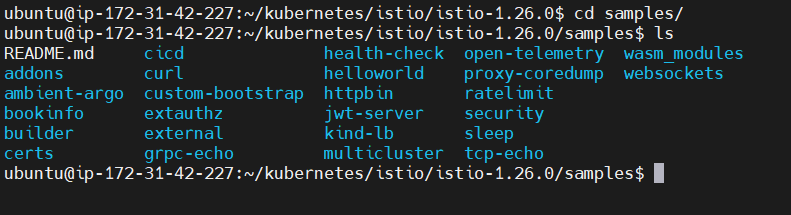 ubuntu@ip-172-31-42-227:~/kubernetes/istio/istio-1.26.0$ cd samples/
ubuntu@ip-172-31-42-227:~/kubernetes/istio/istio-1.26.0/samples$ ls
README.md     cicd              health-check  open-telemetry  wasm_modules
addons        curl              helloworld    proxy-coredump  websockets
ambient-argo  custom-bootstrap  httpbin       ratelimit
bookinfo      extauthz          jwt-server    security
builder       external          kind-lb       sleep
certs         grpc-echo         multicluster  tcp-echo
ubuntu@ip-172-31-42-227:~/kubernetes/istio/istio-1.26.0/samples$